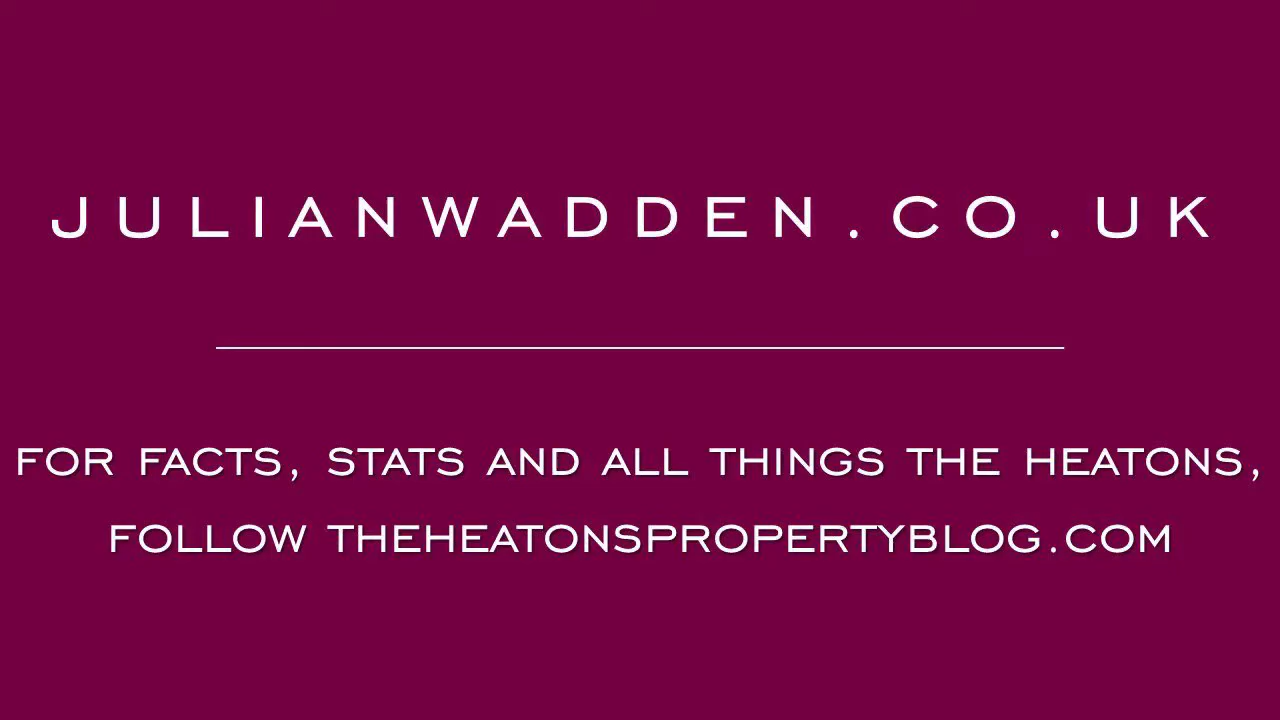 JULIANWADDEN.CO.UK
FOR FACTS, STATS AND ALL THINGS THE HEATONS,
FOLLOW THEHEATONSPROPERTYBLOG.COM